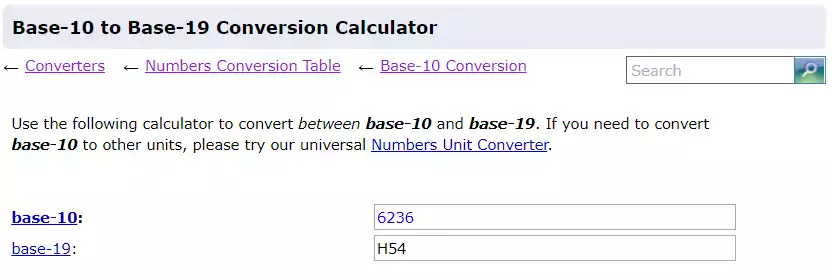 Base-10 to Base-19 Conversion Calculator
← Converters ← Numbers Conversion Table ← Base-10 Conversion Search
Use the following calculator to convert between base-10 and base-19. If you need to convert
base-10 to other units, please try our universal Numbers Unit Converter.
base-10: 6236
base-19: H54